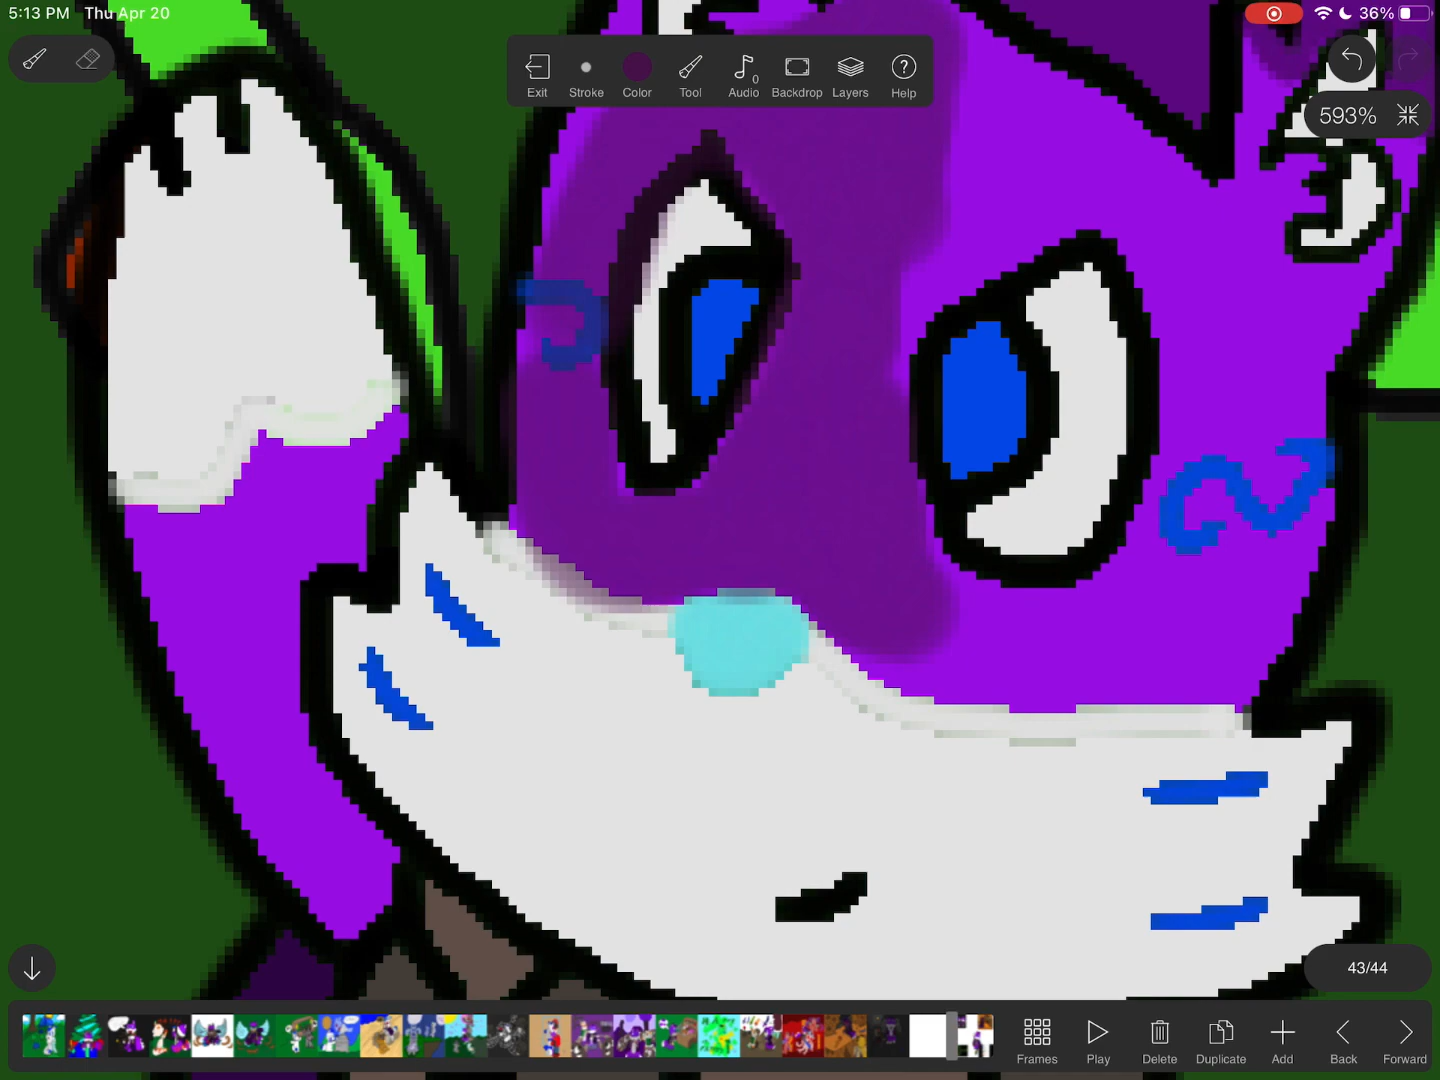 5:13 PM Thu Apr 20
36%
Exit Stroke Color Tool Audio 0 Backdrop Layers Help
593%
43/44
Frames Play Delete Duplicate Add Back Forward